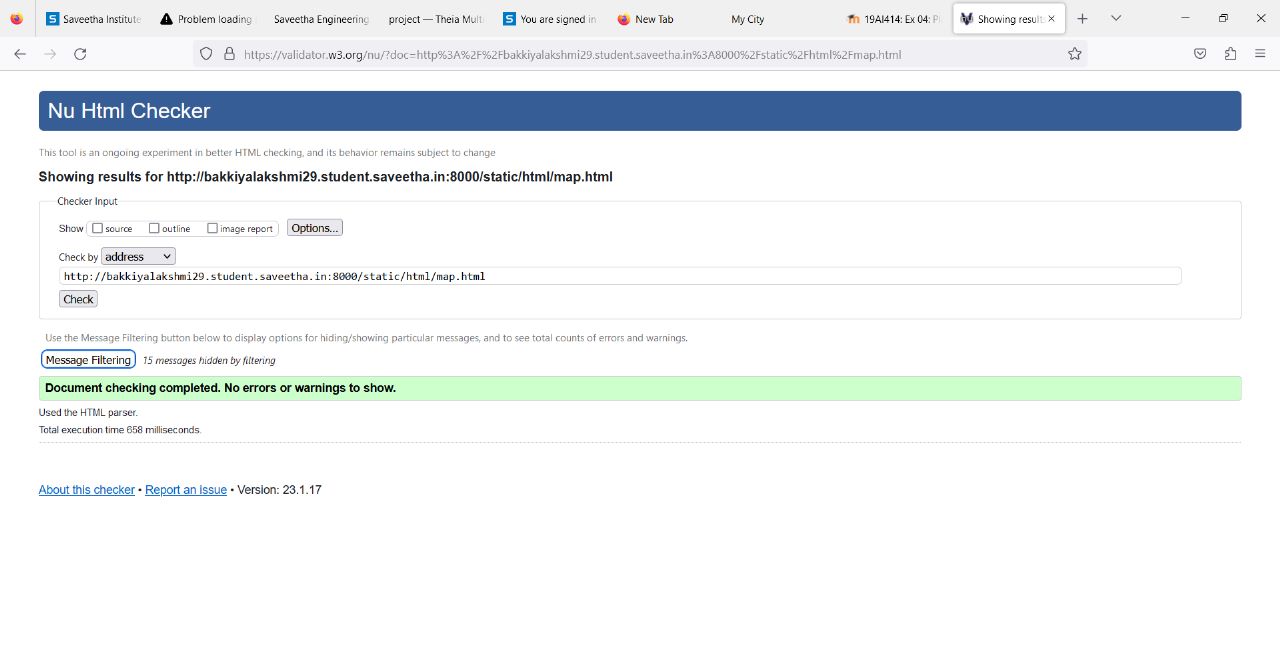 Saveetha Institute
Problem loading
Saveetha Engineering
project — Theia Mult
You are signed in
New Tab
My City
19AI414: Ex 04: Pl
Showing result
https://validator.w3.org/nu/?doc=http%3A%2F%2Fbakkiyalakshmi29.student.saveetha.in%3A8000%2Fstatic%2Fhtml%2Fmap.html
Nu Html Checker
This tool is an ongoing experiment in better HTML checking, and its behavior remains subject to change
Showing results for http://bakkiyalakshmi29.student.saveetha.in:8000/static/html/map.html
Checker Input
Show source outline image report Options...
Check by address
http://bakkiyalakshmi29.student.saveetha.in:8000/static/html/map.html
Check
Use the Message Filtering button below to display options for hiding/showing particular messages, and to see total counts of errors and warnings.
Message Filtering 15 messages hidden by filtering
Document checking completed. No errors or warnings to show.
Used the HTML parser.
Total execution time 658 milliseconds.
About this checker • Report an issue • Version: 23.1.17